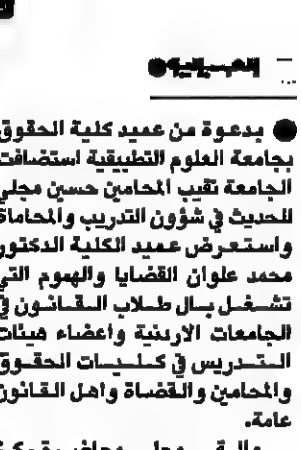 بدعوة من عميد كلية الحقوق
بجامعة العلوم التطبيقية استضافت
الجامعة نقيب المحامين حسين مجلي
للحديث في شؤون التدريب والمحاماة
واستعرض عميد الكلية الدكتور
محمد علوان القضايا والهموم التي
تشغل بال طلاب القانون في
الجامعات الاردنية وأعضاء هيئات
التدريس في كليات الحقوق
والمحامين والقضاة وأهل القانون
عامة.